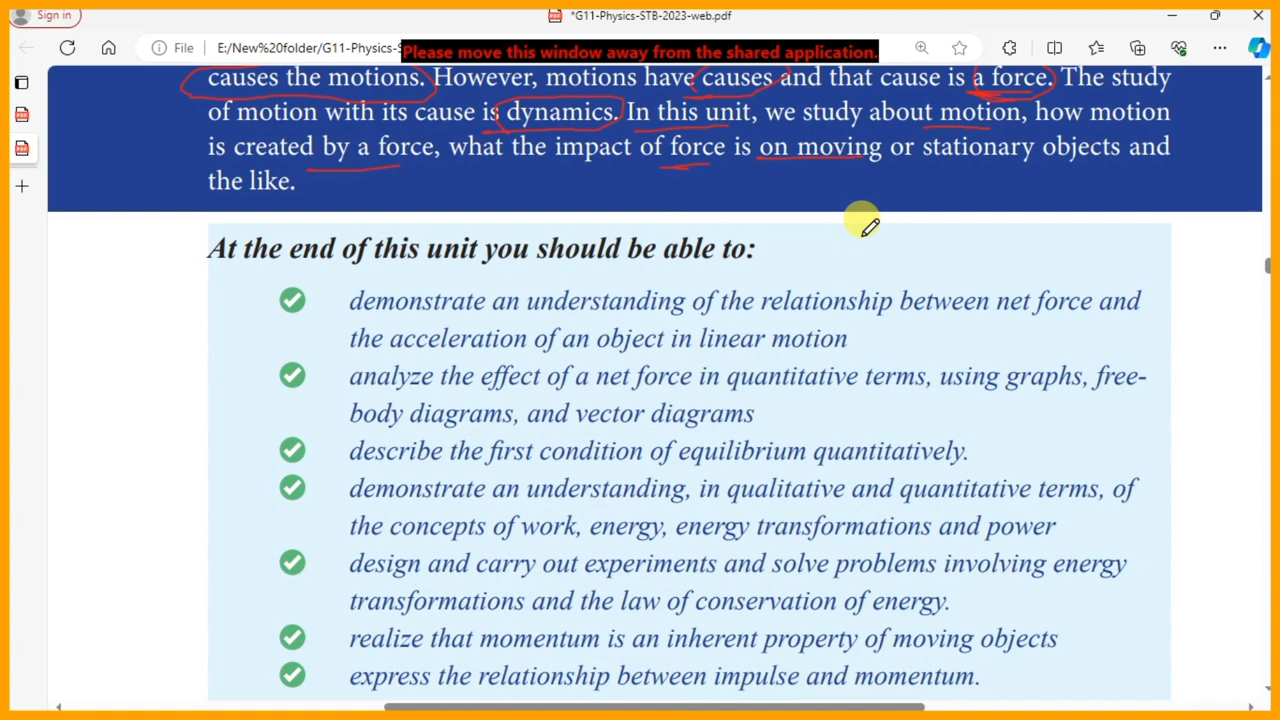 Sign in
*G11-Physics-STB-2023-web.pdf
File
E:/New%20folder/G11-Physics-S
Please move this window away from the shared application.
causes the motions. However, motions have causes and that cause is a force. The study
of motion with its cause is dynamics. In this unit, we study about motion, how motion
is created by a force, what the impact of force is on moving or stationary objects and
the like.
At the end of this unit you should be able to:
demonstrate an understanding of the relationship between net force and
the acceleration of an object in linear motion
analyze the effect of a net force in quantitative terms, using graphs, free-
body diagrams, and vector diagrams
describe the first condition of equilibrium quantitatively.
demonstrate an understanding, in qualitative and quantitative terms, of
the concepts of work, energy, energy transformations and power
design and carry out experiments and solve problems involving energy
transformations and the law of conservation of energy.
realize that momentum is an inherent property of moving objects
express the relationship between impulse and momentum.